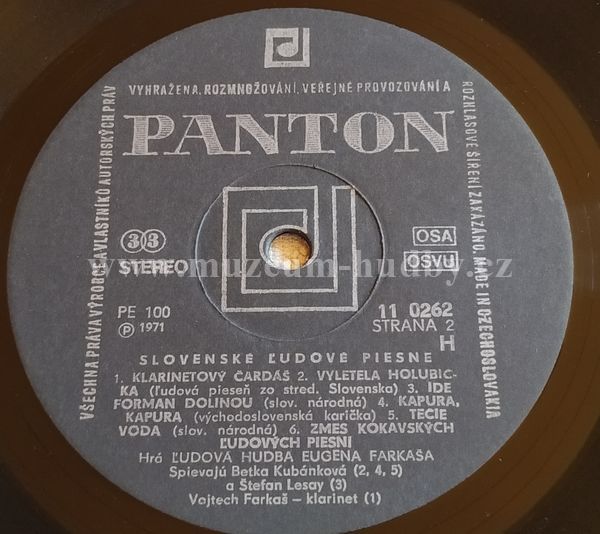 VYHRAŽENA. ROZMNOŽOVÁNÍ, VEŘEJNÉ PROVOZOVÁNÍ A
ROZHLASOVÉ ŠÍŘENÍ ZAKÁZÁNO. MADE IN CZECHOSLOVAKIA
VŠECHNA PRÁVA VÝROBCE A VLASTNÍKŮ AUTORSKÝCH PRÁV
PANTON
33
STEREO
OSA
OSVU
www.muzeum-hudby.cz
PE 100
℗ 1971
11 0262
STRANA 2
H
SLOVENSKÉ ĽUDOVÉ PIESNE
1. KLARINETOVÝ ČARDÁŠ 2. VYLETELA HOLUBIC-
KA (ľudová pieseň zo stred. Slovenska) 3. IDE
FORMAN DOLINOU (slov. národná) 4. KAPURA,
KAPURA (východoslovenská karička) 5. TEČIE
VODA (slov. národná) 6. ZMES KOKAVSKÝCH
ĽUDOVÝCH PIESNÍ
Hrá ĽUDOVÁ HUDBA EUGENA FARKAŠA
Spievajú Betka Kubánková (2, 4, 5)
a Štefan Lesay (3)
Vojtech Farkaš – klarinet (1)